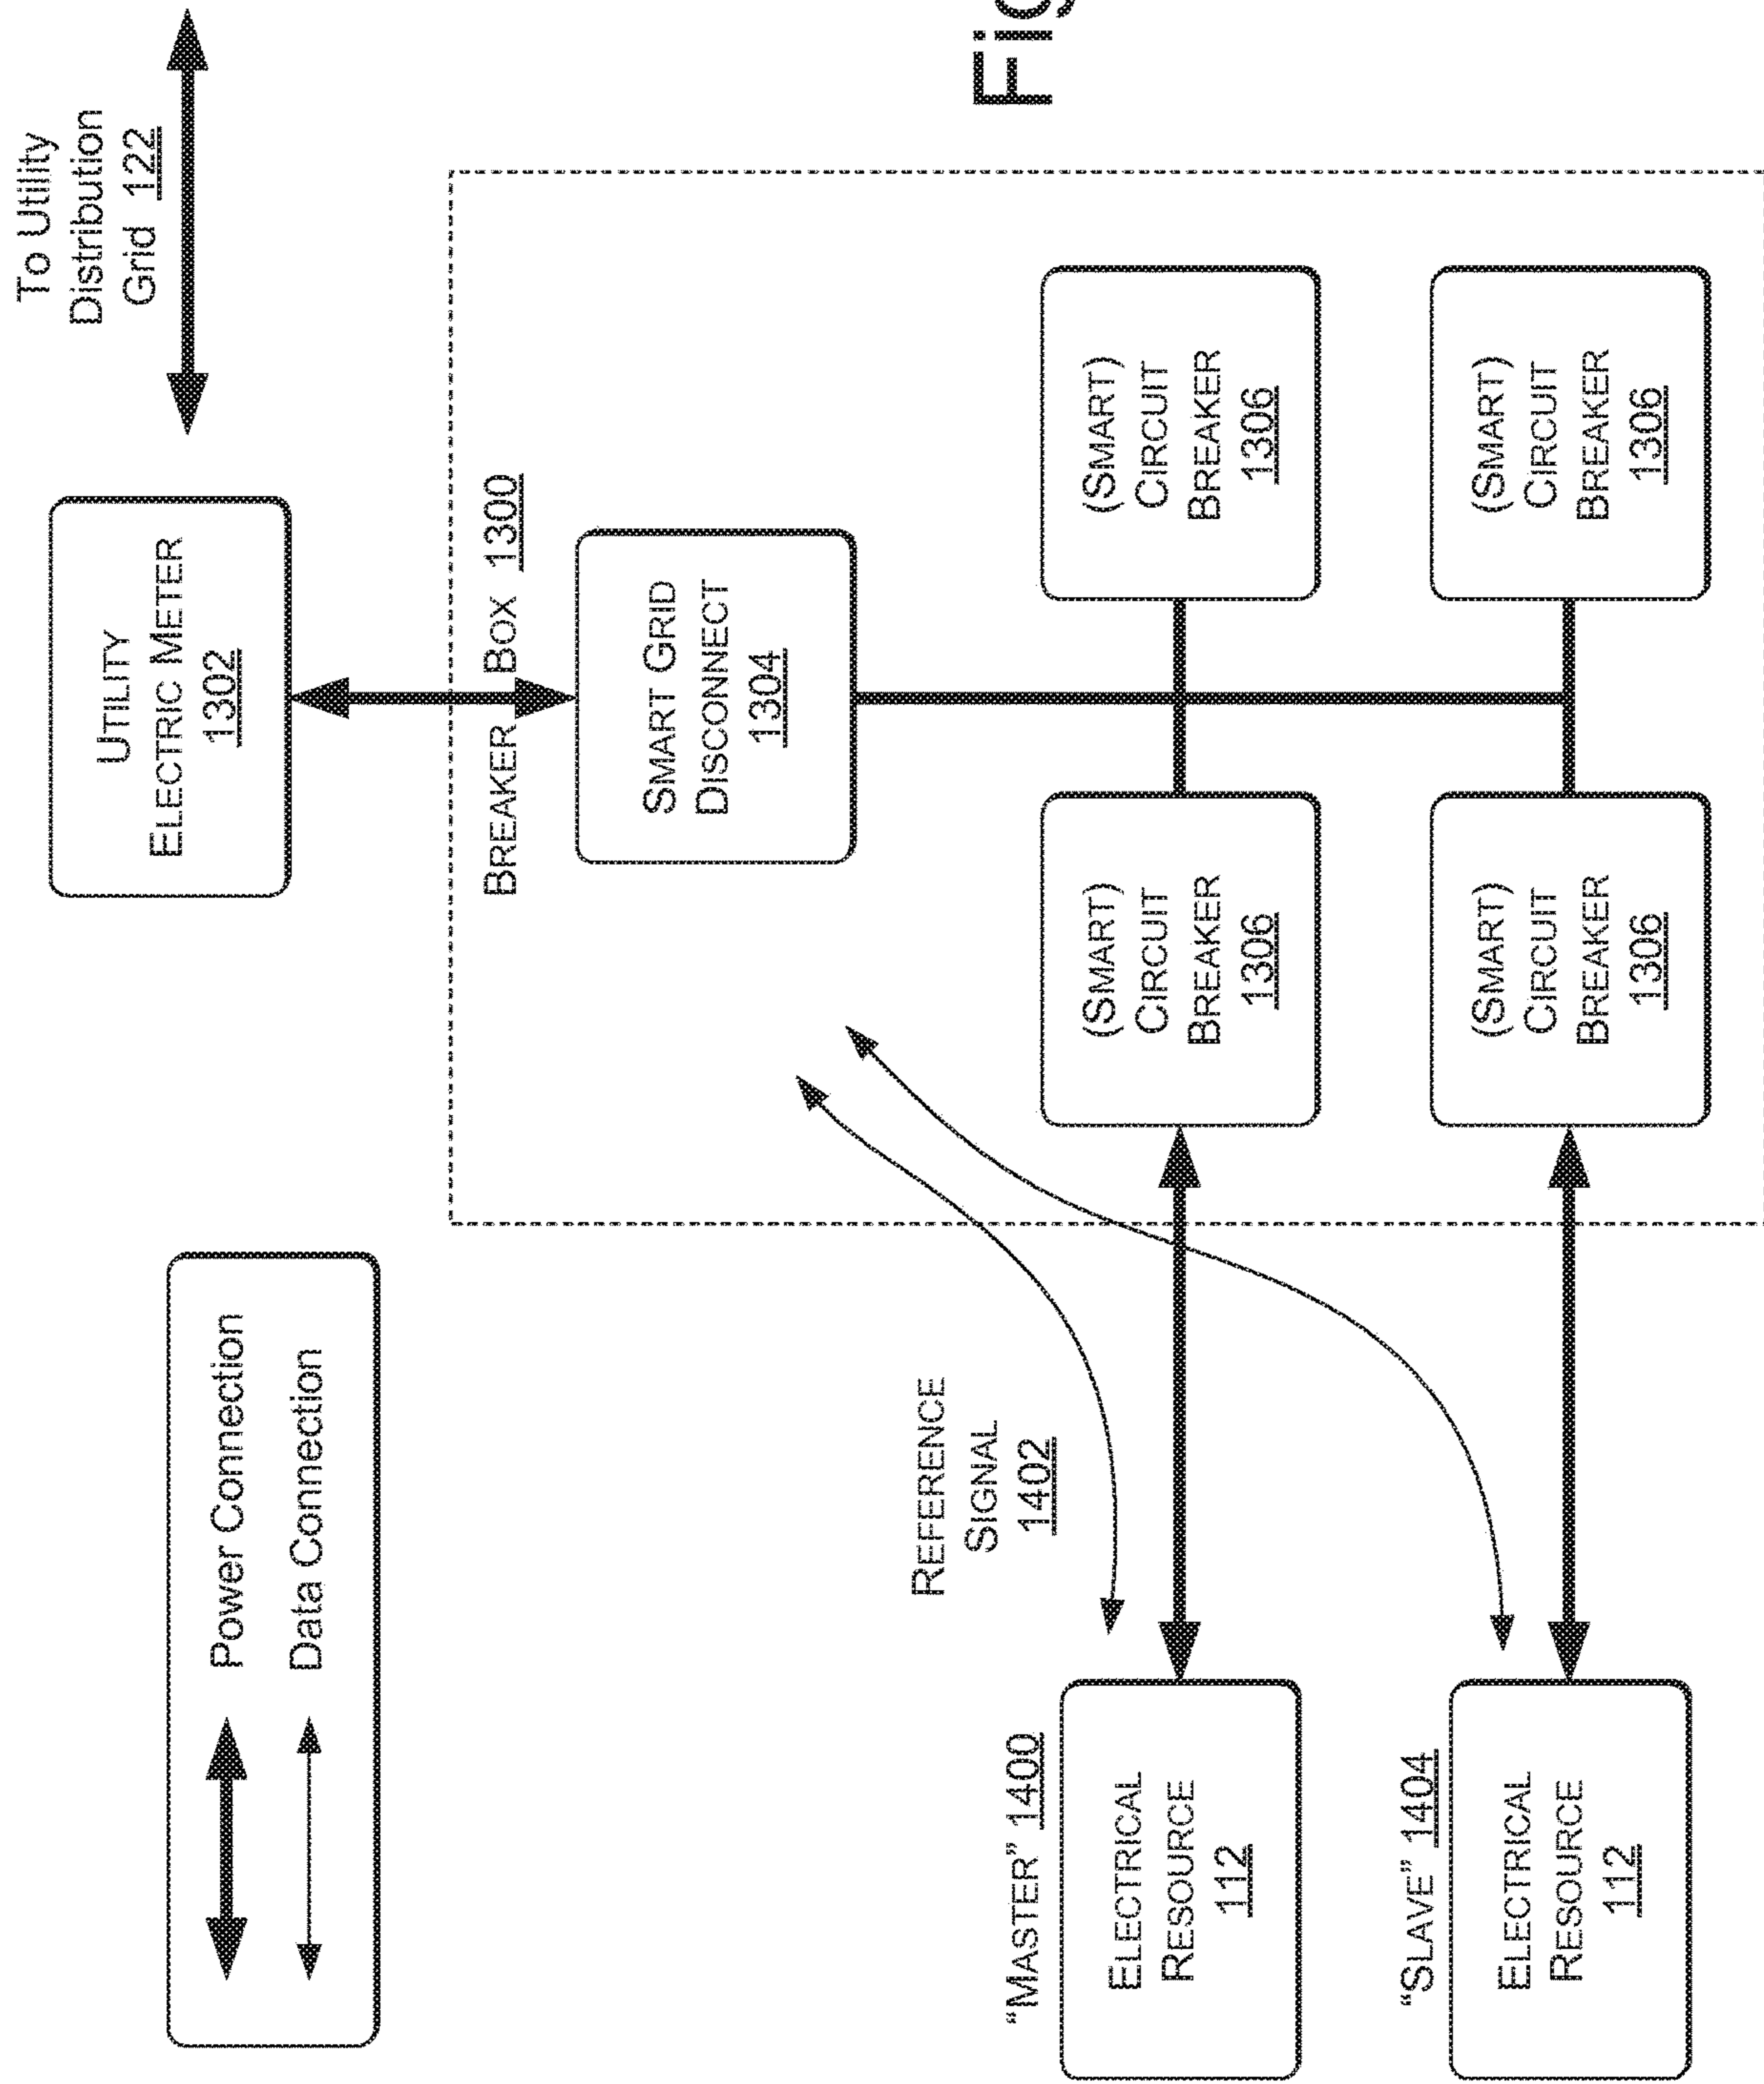 Power Connection
Data Connection
UTILITY
ELECTRIC METER
1302
To Utility
Distribution
Grid 122
BREAKER BOX 1300
SMART GRID
DISCONNECT
1304
REFERENCE
SIGNAL
1402
"MASTER" 1400
ELECTRICAL
RESOURCE
112
(SMART)
CIRCUIT
BREAKER
1306
(SMART)
CIRCUIT
BREAKER
1306
"SLAVE" 1404
ELECTRICAL
RESOURCE
112
(SMART)
CIRCUIT
BREAKER
1306
(SMART)
CIRCUIT
BREAKER
1306
Fig